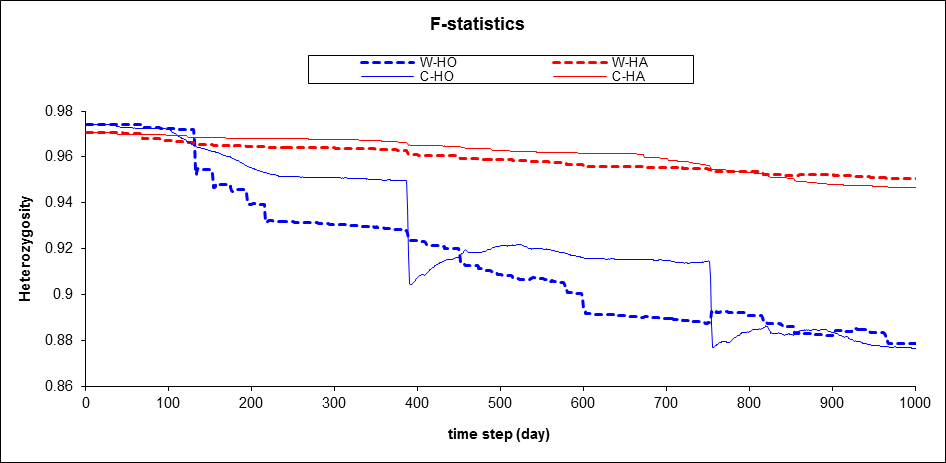 F-statistics
W-HO W-HA
C-HO C-HA
0.98
0.96
0.94
0.92
0.9
0.88
0.86
Heterozygosity
0 100 200 300 400 500 600 700 800 900 1000
time step (day)